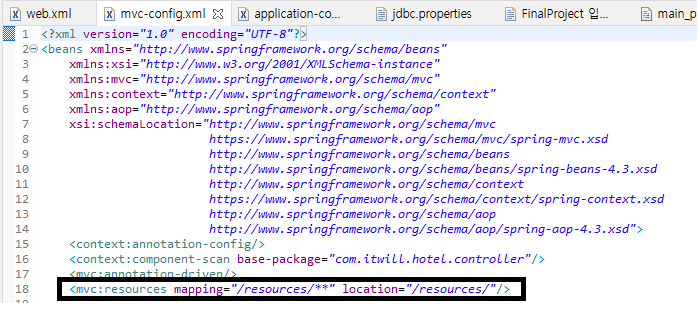 web.xml
mvc-config.xml
application-co...
jdbc.properties
FinalProject 입...
main_p
1 <?xml version="1.0" encoding="UTF-8"?>
2 <beans xmlns="http://www.springframework.org/schema/beans"
3 xmlns:xsi="http://www.w3.org/2001/XMLSchema-instance"
4 xmlns:mvc="http://www.springframework.org/schema/mvc"
5 xmlns:context="http://www.springframework.org/schema/context"
6 xmlns:aop="http://www.springframework.org/schema/aop"
7 xsi:schemaLocation="http://www.springframework.org/schema/mvc
8 https://www.springframework.org/schema/mvc/spring-mvc.xsd
9 http://www.springframework.org/schema/beans
10 http://www.springframework.org/schema/beans/spring-beans-4.3.xsd
11 http://www.springframework.org/schema/context
12 https://www.springframework.org/schema/context/spring-context.xsd
13 http://www.springframework.org/schema/aop
14 http://www.springframework.org/schema/aop/spring-aop-4.3.xsd">
15 <context:annotation-config/>
16 <context:component-scan base-package="com.itwill.hotel.controller"/>
17 <mvc:annotation-driven/>
18 <mvc:resources mapping="/resources/**" location="/resources/"/>